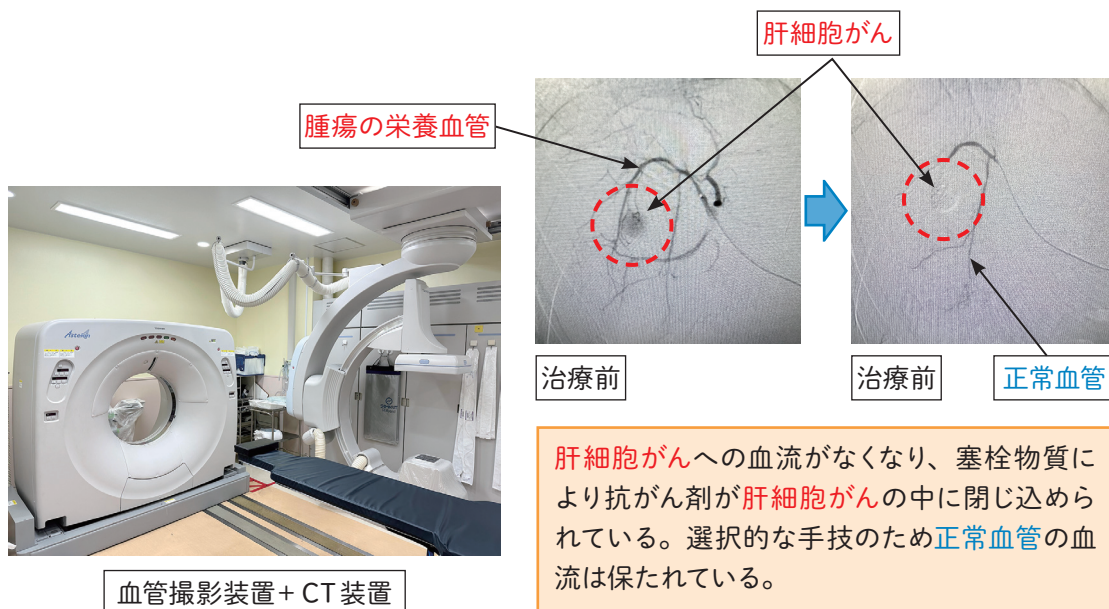 肝細胞がん
腫瘍の栄養血管
治療前
治療前
正常血管
肝細胞がんへの血流がなくなり、塞栓物質に
より抗がん剤が肝細胞がんの中に閉じ込めら
れている。選択的な手技のため正常血管の血
流は保たれている。
血管撮影装置+CT装置